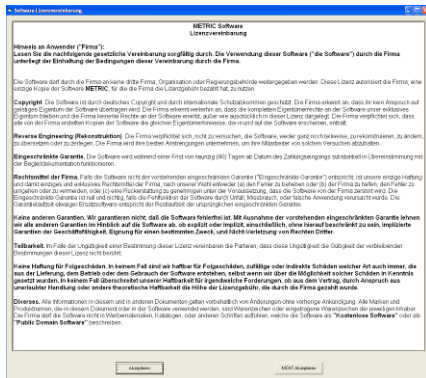 Software Lizenzvereinbarung
METRIC Software
Lizenzvereinbarung
Hinweis an Anwender ("Firma"):
Lesen Sie die nachfolgende gesetzliche Vereinbarung sorgfältig durch. Die Verwendung dieser Software ("die Software") durch die Firma
unterliegt der Einhaltung der Bedingungen dieser Vereinbarung durch die Firma.
Die Software darf durch die Firma an keine dritte Firma, Organisation oder Regierungsbehörde weitergegeben werden. Diese Lizenz autorisiert die Firma, eine
einzige Kopie der Software METRIC, für die die Firma die Lizenzgebühr bezahlt hat, zu nutzen.
Copyright. Die Software ist durch deutsches Copyright und durch internationale Schutzabkommen geschützt. Die Firma erkennt an, dass ihr kein Anspruch auf
geistiges Eigentum der Software übertragen wird. Die Firma erkennt weiterhin an, dass die kompletten Eigentümerrechte an der Software unser exklusives
Eigentum bleiben und die Firma keinerlei Rechte an der Software erwirbt, außer wie ausdrücklich in dieser Lizenz dargelegt. Die Firma verpflichtet sich, dass
alle von der Firma erstellten Kopien der Software die gleichen Eigentümerhinweise, die in und auf der Software erscheinen, enthält.
Reverse Engineering (Rekonstruktion). Die Firma verpflichtet sich, nicht zu versuchen, die Software, weder ganz noch teilweise, zu rekonstruieren, zu ändern,
zu übersetzen oder zu zerlegen. Die Firma wird ihre besten Anstrengungen unternehmen, um ihre Mitarbeiter von solchen Versuchen abzuhalten.
Eingeschränkte Garantie. Die Software wird während einer Frist von neunzig (90) Tagen ab Datum des Zahlungseingangs substantiell in Übereinstimmung mit
der Begleitdokumentation funktionieren.
Rechtsmittel der Firma. Falls die Software nicht der vorstehenden eingeschränkten Garantie ("Eingeschränkte Garantie") entspricht, ist unsere einzige Haftung
und damit einziges und exklusives Rechtsmittel der Firma, nach unserer Wahl entweder (a) den Fehler zu beheben oder (b) der Firma zu helfen, den Fehler zu
umgehen oder zu vermeiden, oder (c) eine Rückerstattung zu genehmigen unter der Voraussetzung, dass die Software von der Firma zerstört wird. Die
Eingeschränkte Garantie ist null und nichtig, falls die Fehlfunktion der Software durch Unfall, Missbrauch, oder falsche Anwendung verursacht wurde. Die
Garantielaufzeit etwaiger Ersatzsoftware entspricht der Restlaufzeit der ursprünglichen eingeschränkten Garantie.
Keine anderen Garantien. Wir garantieren nicht, daß die Software fehlerfrei ist. Mit Ausnahme der vorstehenden eingeschränkten Garantie lehnen
wir alle anderen Garantien im Hinblick auf die Software ab, ob explizit oder implizit, einschließlich, ohne hierauf beschränkt zu sein, implizierte
Garantien der Geschäftsfähigkeit, Eignung für einen bestimmten Zweck, und Nicht-Verletzung von Rechten Dritter.
Teilbarkeit. Im Falle der Ungültigkeit einer Bestimmung dieser Lizenz vereinbaren die Parteien, dass diese Ungültigkeit die Gültigkeit der verbleibenden
Bestimmungen dieser Lizenz nicht berührt.
Keine Haftung für Folgeschäden. In keinem Fall sind wir haftbar für Folgeschäden, zufällige oder indirekte Schäden welcher Art auch immer, die
aus der Lieferung, dem Betrieb oder dem Gebrauch der Software entstehen, selbst wenn wir über die Möglichkeit solcher Schäden in Kenntnis
gesetzt wurden. In keinem Fall überschreitet unserer Haftbarkeit für irgendwelche Forderungen, ob aus dem Vertrag, durch Anspruch aus
unerlaubter Handlung oder andere theoretische Haftbarkeit die Höhe der Lizenzgebühr, die durch die Firma gezahlt wurde.
Diverses. Alle Informationen in diesem und in anderen Dokumenten gelten vorbehaltlich von Änderungen ohne vorherige Ankündigung. Alle Marken und
Produktnamen, die in diesem Dokument oder in der Software verwendet werden, sind Warenzeichen oder eingetragene Warenzeichen der jeweiligen Inhaber.
Die Firma darf die Software nicht in Werbematerialien, Katalogen, oder anderen Schriften aufführen, welche die Software als "Kostenlose Software" oder als
"Public Domain Software" beschreiben.
Akzeptieren
NICHT Akzeptieren